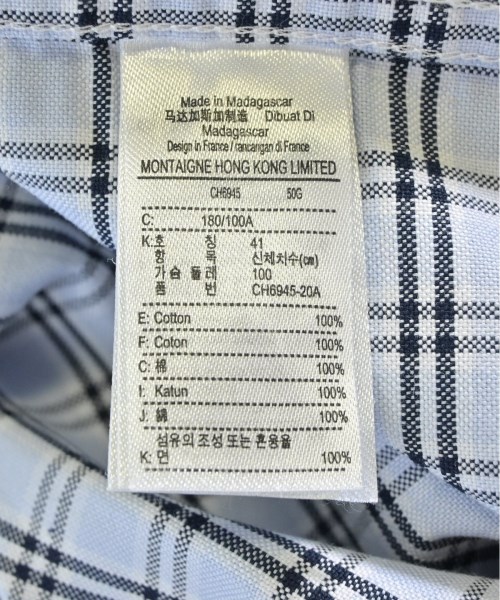 Made in Madagascar
马达加斯加制造 Dibuat Di
Madagascar
Design in France / rancangan di France
MONTAIGNE HONG KONG LIMITED
CH6945 50G
C: 180/100A
K:호 칭 41
항 목 신체치수(㎝)
가슴 둘레 100
품 번 CH6945-20A
E: Cotton 100%
F: Coton 100%
C: 棉 100%
I: Katun 100%
J: 綿 100%
섬유의 조성 또는 혼용율
K: 면 100%